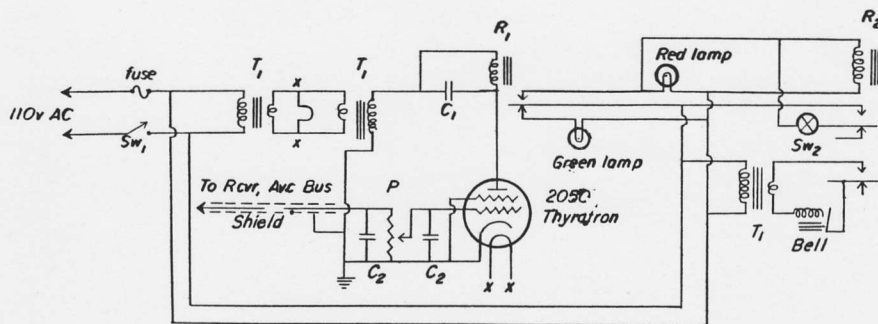 R₁
R₂
T₁
T₁
Red lamp
fuse
x
110v AC
C₁
Sw₁
x
Green lamp
Sw₂
To Rcvr, Avc Bus
P
2050
Thyratron
Shield
T₁
Bell
C₂
C₂
x x